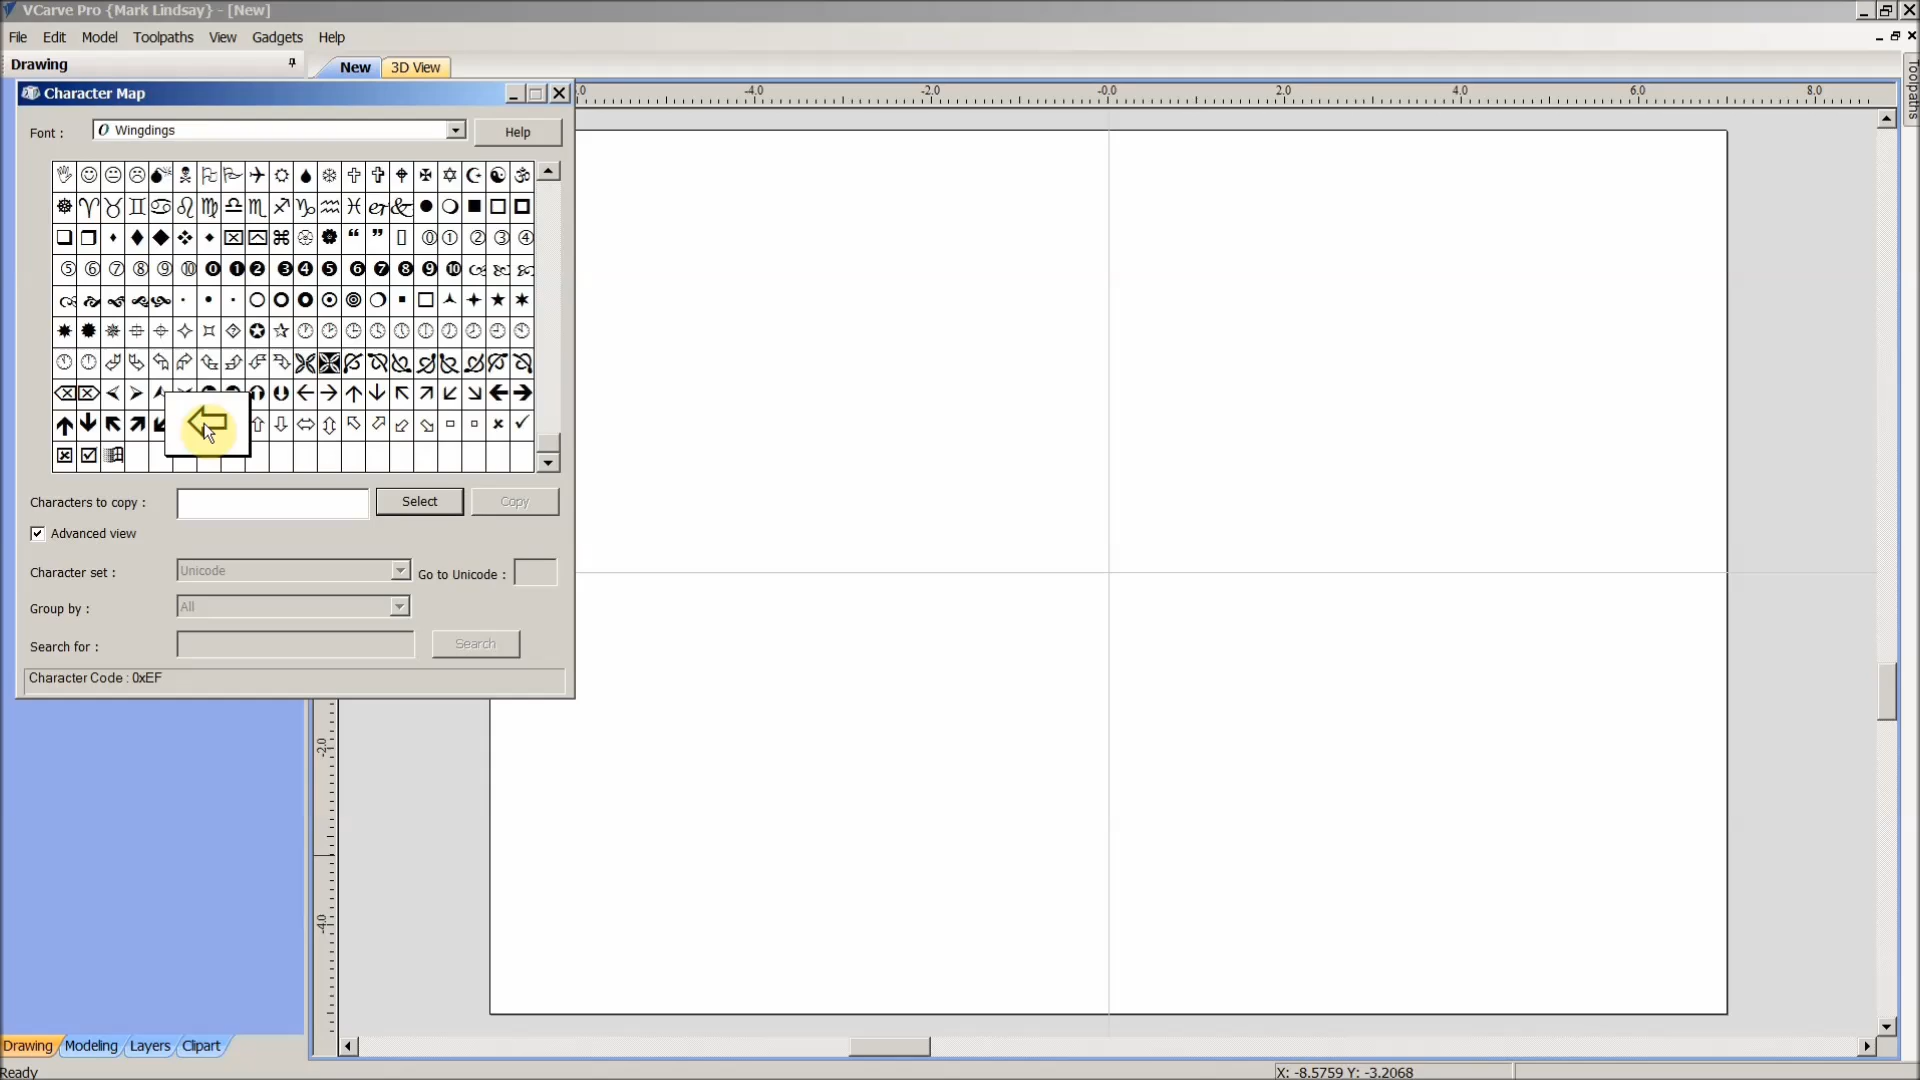 VCarve Pro {Mark Lindsay} - [New]
File Edit Model Toolpaths View Gadgets Help
Drawing
New
3D View
Toolpaths
Character Map
Font :
Wingdings
Help
-4.0 -2.0 -0.0 2.0 4.0 6.0 8.0
Characters to copy :
Select
Copy
Advanced view
Character set :
Unicode
Go to Unicode :
Group by :
All
Search for :
Search
Character Code : 0xEF
-2.0
-4.0
Drawing Modeling Layers Clipart
Ready
X: -8.5759 Y: -3.2068